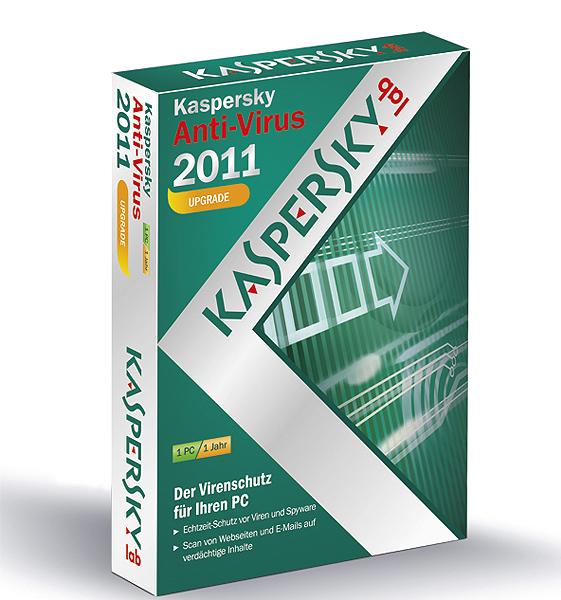 KASPERSKY lab
Kaspersky
Anti-Virus
2011
UPGRADE
KASPERSKY lab
1 PC / 1 Jahr
Der Virenschutz
für Ihren PC
► Echtzeit-Schutz vor Viren und Spyware
► Scan von Webseiten und E-Mails auf
verdächtige Inhalte
Kaspersky
Anti-Virus
2011
UPGRADE
1 PC / 1 Jahr
KASPERSKY lab